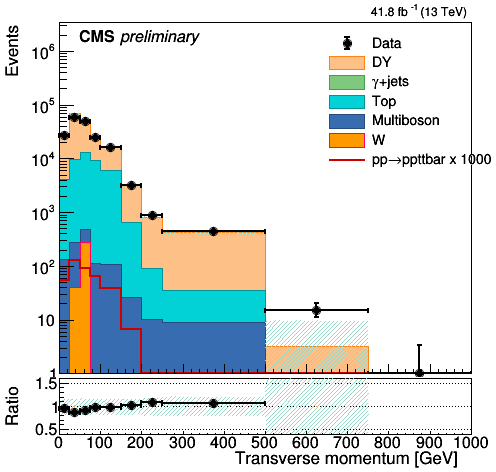 41.8 fb⁻¹ (13 TeV)
CMS preliminary
Events
10⁶
10⁵
10⁴
10³
10²
10
1
Data
DY
γ+jets
Top
Multiboson
W
pp→ppttbar x 1000
Ratio
1.5
1
0.5
0 100 200 300 400 500 600 700 800 900 1000
Transverse momentum [GeV]